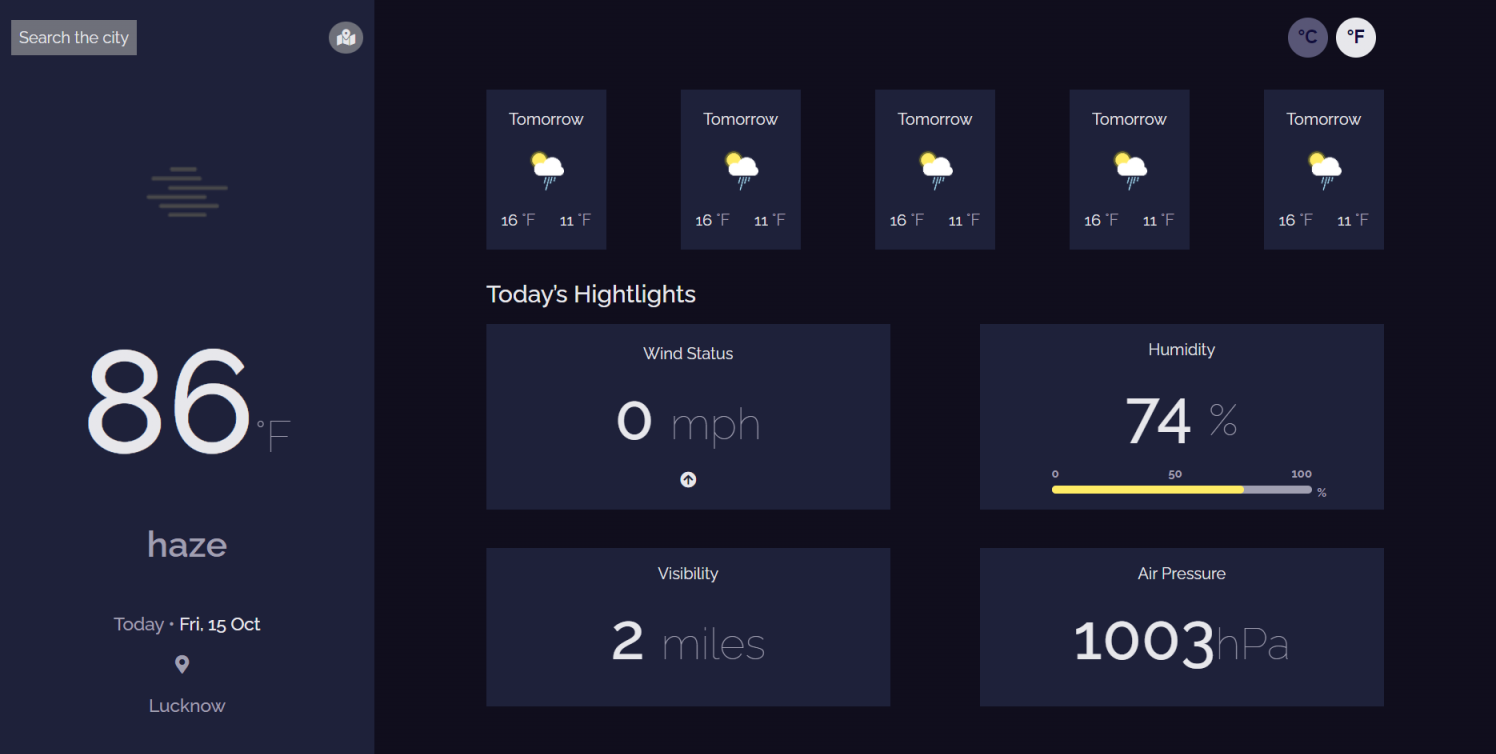 Search the city
°C °F
Tomorrow Tomorrow Tomorrow Tomorrow Tomorrow
16 °F 11 °F 16 °F 11 °F 16 °F 11 °F 16 °F 11 °F 16 °F 11 °F
86 °F
haze
Today • Fri, 15 Oct
Lucknow
Today's Hightlights
Wind Status
0 mph
Humidity
74 %
0 50 100
%
Visibility
2 miles
Air Pressure
1003hPa